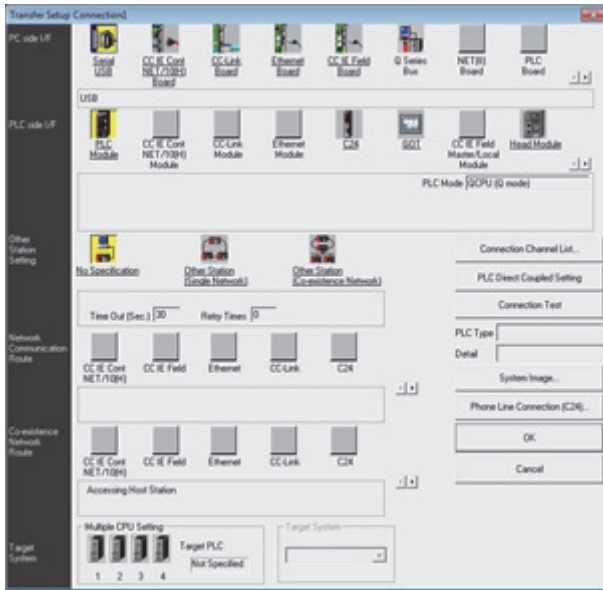 Transfer Setup Connection1
PC side I/F
Serial
USB
CC IE Cont
NET/10(H)
Board
CC-Link
Board
Ethernet
Board
CC IE Field
Board
Q Series
Bus
NET(II)
Board
PLC
Board
USB
PLC side I/F
PLC
Module
CC IE Cont
NET/10(H)
Module
CC-Link
Module
Ethernet
Module
C24
GOT
CC IE Field
Master/Local
Module
Head Module
PLC Mode QCPU (Q mode)
Other
Station
Setting
No Specification
Other Station
(Single Network)
Other Station
(Co-existence Network)
Time Out (Sec.) 30 Retry Times 0
Connection Channel List...
PLC Direct Coupled Setting
Connection Test
PLC Type
Detail
System Image...
Phone Line Connection (C24)...
OK
Cancel
Network
Communication
Route
CC IE Cont
NET/10(H)
CC IE Field
Ethernet
CC-Link
C24
Co-existence
Network
Route
CC IE Cont
NET/10(H)
CC IE Field
Ethernet
CC-Link
C24
Accessing Host Station
Target
System
Multiple CPU Setting
1 2 3 4
Target PLC
Not Specified
Target System